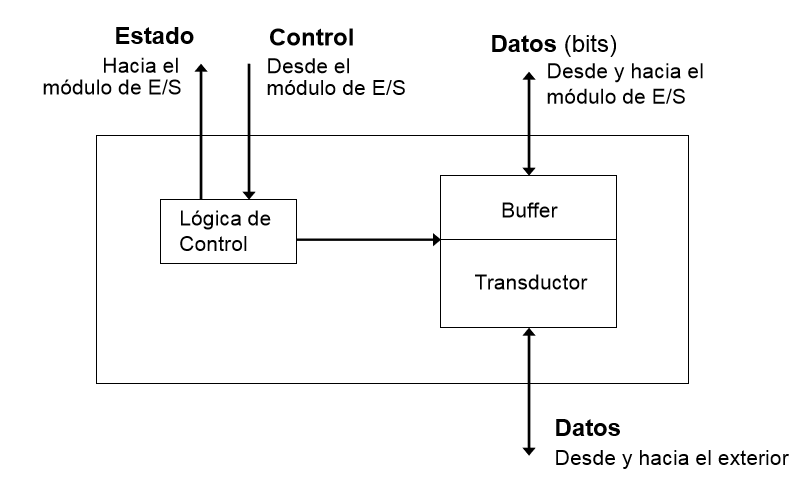 Estado
Hacia el
módulo de E/S
Control
Desde el
módulo de E/S
Datos (bits)
Desde y hacia el
módulo de E/S
Lógica de
Control
Buffer
Transductor
Datos
Desde y hacia el exterior